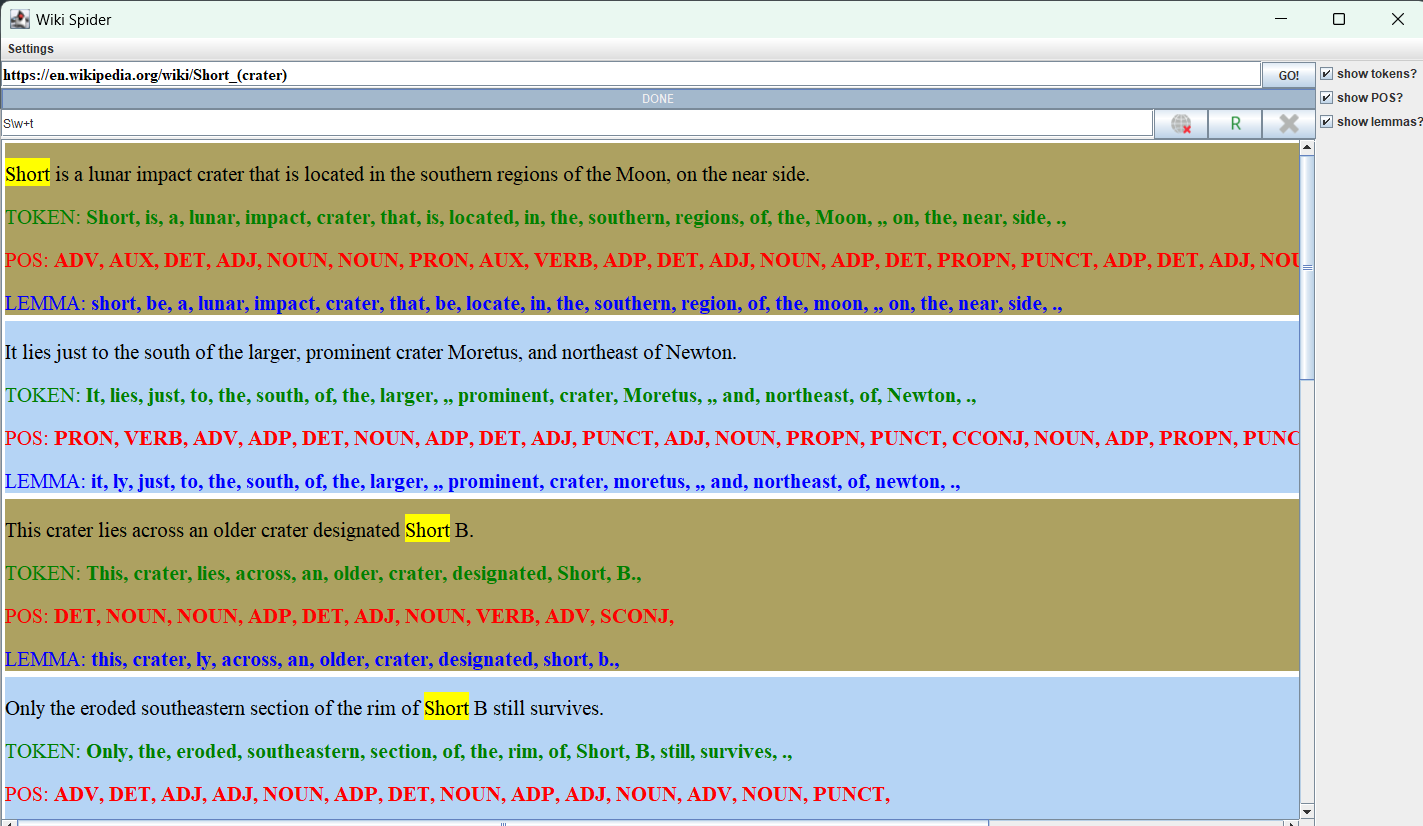 Wiki Spider
Settings
https://en.wikipedia.org/wiki/Short_(crater)
GO!
show tokens?
DONE
show POS?
S\w+t
R
show lemmas?
Short is a lunar impact crater that is located in the southern regions of the Moon, on the near side.
TOKEN: Short, is, a, lunar, impact, crater, that, is, located, in, the, southern, regions, of, the, Moon, ,, on, the, near, side, .,
POS: ADV, AUX, DET, ADJ, NOUN, NOUN, PRON, AUX, VERB, ADP, DET, ADJ, NOUN, ADP, DET, PROPN, PUNCT, ADP, DET, ADJ, NOU
LEMMA: short, be, a, lunar, impact, crater, that, be, locate, in, the, southern, region, of, the, moon, ,, on, the, near, side, .,
It lies just to the south of the larger, prominent crater Moretus, and northeast of Newton.
TOKEN: It, lies, just, to, the, south, of, the, larger, ,, prominent, crater, Moretus, ,, and, northeast, of, Newton, .,
POS: PRON, VERB, ADV, ADP, DET, NOUN, ADP, DET, ADJ, PUNCT, ADJ, NOUN, PROPN, PUNCT, CCONJ, NOUN, ADP, PROPN, PUNC
LEMMA: it, ly, just, to, the, south, of, the, larger, ,, prominent, crater, moretus, ,, and, northeast, of, newton, .,
This crater lies across an older crater designated Short B.
TOKEN: This, crater, lies, across, an, older, crater, designated, Short, B.,
POS: DET, NOUN, NOUN, ADP, DET, ADJ, NOUN, VERB, ADV, SCONJ,
LEMMA: this, crater, ly, across, an, older, crater, designated, short, b.,
Only the eroded southeastern section of the rim of Short B still survives.
TOKEN: Only, the, eroded, southeastern, section, of, the, rim, of, Short, B, still, survives, .,
POS: ADV, DET, ADJ, ADJ, NOUN, ADP, DET, NOUN, ADP, ADJ, NOUN, ADV, NOUN, PUNCT,